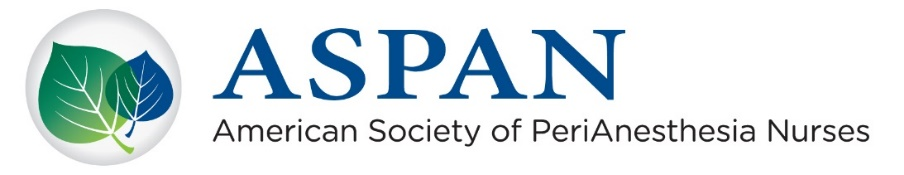 ASPAN
American Society of PeriAnesthesia Nurses